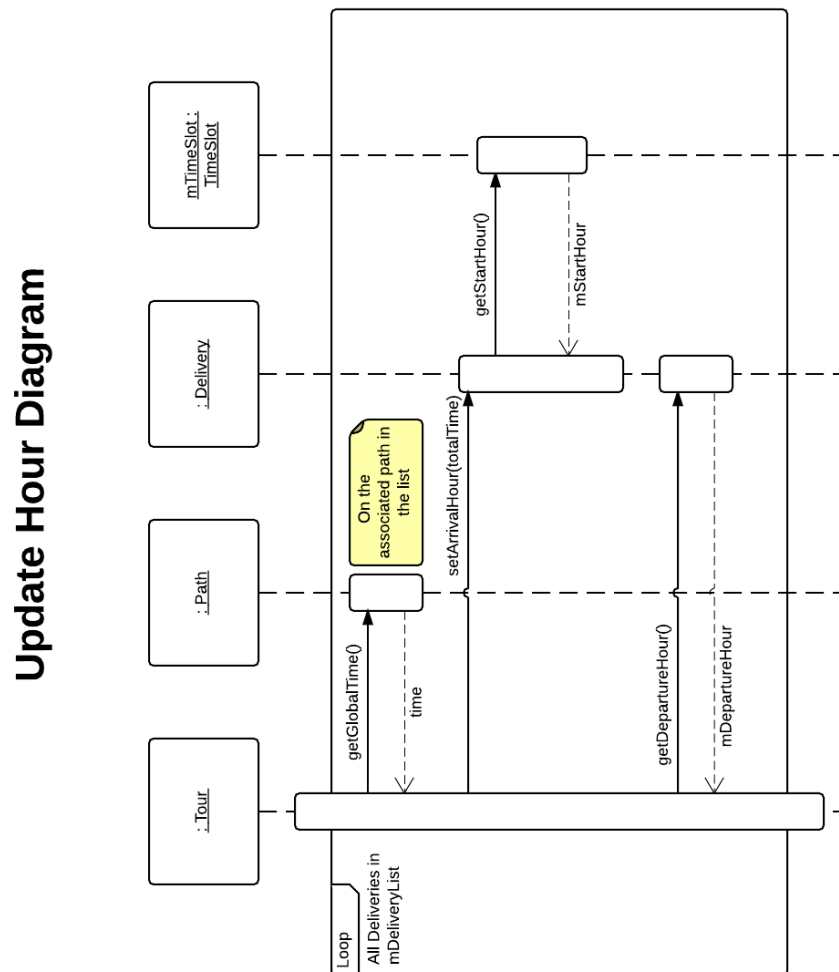 Update Hour Diagram
: Tour
: Path
: Delivery
mTimeSlot :
TimeSlot
Loop
All Deliveries in
mDeliveryList
getGlobalTime()
time
On the
associated path in
the list
setArrivalHour(totalTime)
getStartHour()
mStartHour
getDepartureHour()
mDepartureHour